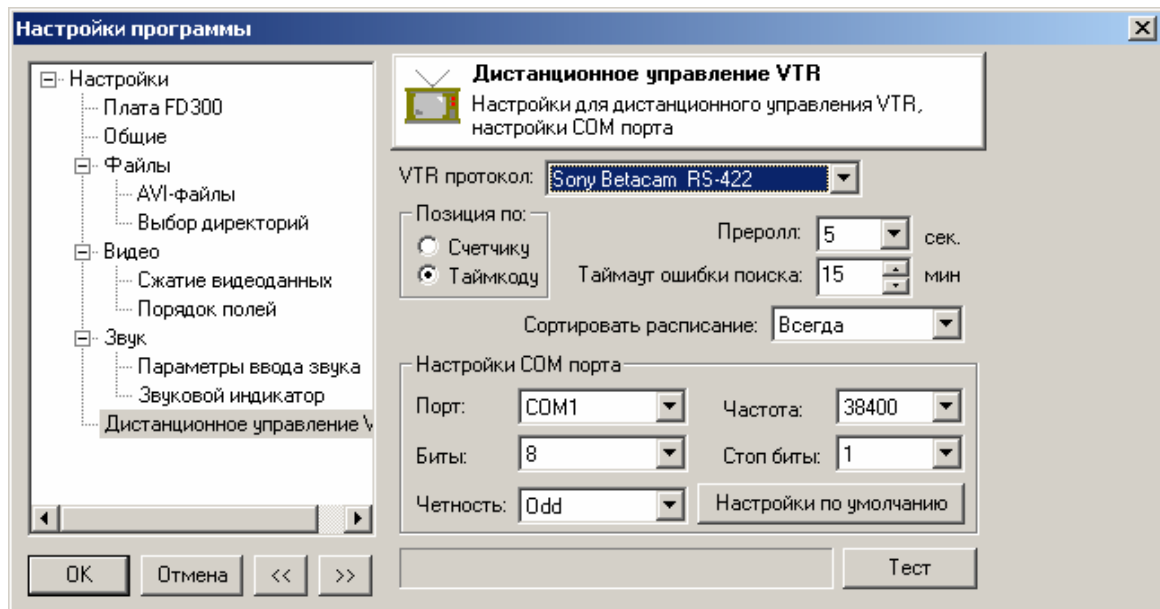 Настройки программы
Настройки
Плата FD300
Общие
Файлы
AVI-файлы
Выбор директорий
Видео
Сжатие видеоданных
Порядок полей
Звук
Параметры ввода звука
Звуковой индикатор
Дистанционное управление V
OK
Отмена
<<
>>
Дистанционное управление VTR
Настройки для дистанционного управления VTR,
настройки COM порта
VTR протокол: Sony Betacam RS-422
Позиция по:
Счетчику
Таймкоду
Преролл: 5 сек.
Таймаут ошибки поиска: 15 мин
Сортировать расписание: Всегда
Настройки COM порта
Порт: COM1 Частота: 38400
Биты: 8 Стоп биты: 1
Четность: Odd Настройки по умолчанию
Тест